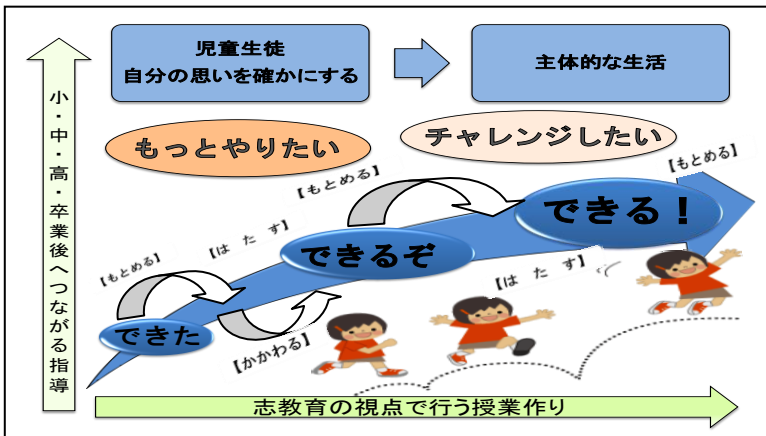 児童生徒
自分の思いを確かにする
主体的な生活
小・中・高・卒業後へつながる指導
もっとやりたい
チャレンジしたい
【もとめる】
【もとめる】
できる！
【は た す】
できるぞ
【もとめる】
【は た す】
できた
【かかわる】
志教育の視点で行う授業作り